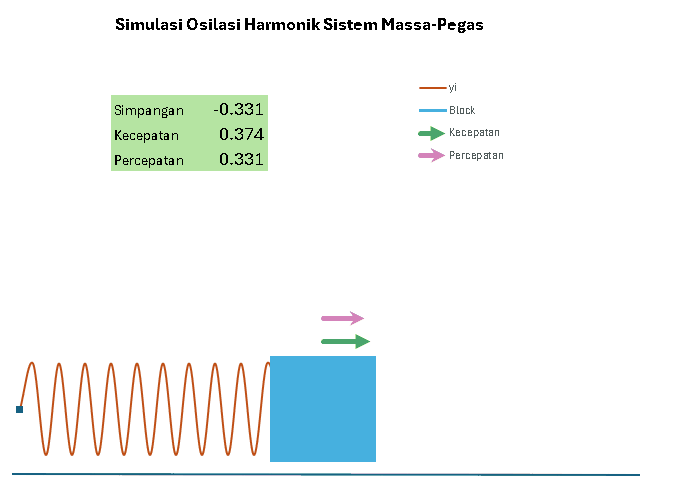 Simulasi Osilasi Harmonik Sistem Massa-Pegas
Simpangan -0.331
Kecepatan 0.374
Percepatan 0.331
yi
Block
Kecepatan
Percepatan